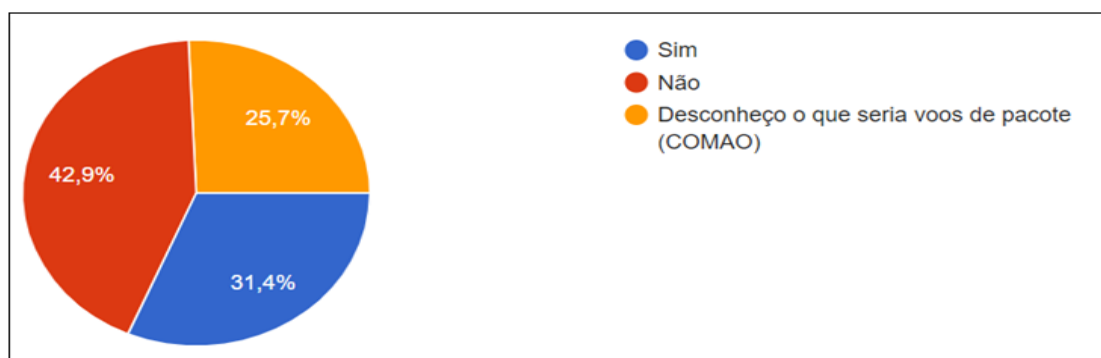 Sim
Não
Desconheço o que seria voos de pacote
(COMAO)
25,7%
42,9%
31,4%